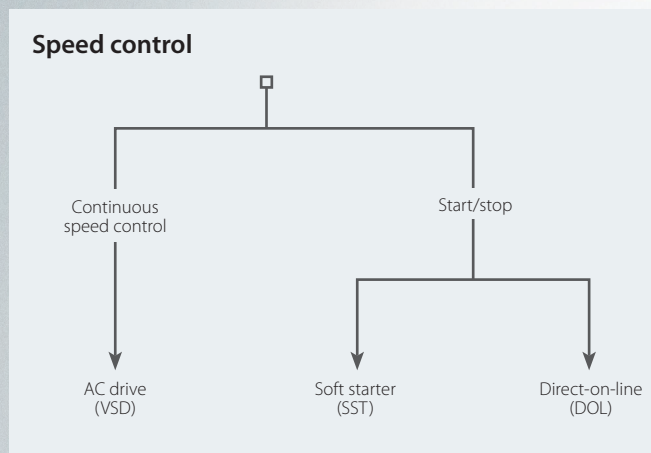 Speed control
Continuous
speed control
Start/stop
AC drive
(VSD)
Soft starter
(SST)
Direct-on-line
(DOL)